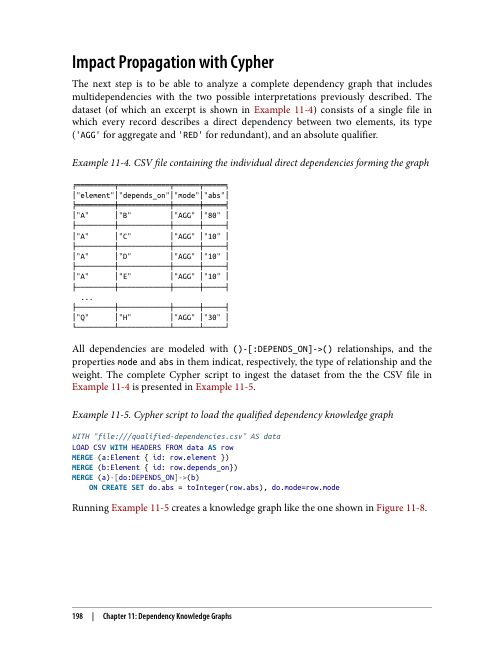 Impact Propagation with Cypher
The next step is to be able to analyze a complete dependency graph that includes
multidependencies with the two possible interpretations previously described. The
dataset (of which an excerpt is shown in Example 11-4) consists of a single file in
which every record describes a direct dependency between two elements, its type
('AGG' for aggregate and 'RED' for redundant), and an absolute qualifier.
Example 11-4. CSV file containing the individual direct dependencies forming the graph
|"element"|"depends_on"|"mode"|"abs"|
|"A" |"B" |"AGG" |"80" |
|"A" |"C" |"AGG" |"10" |
|"A" |"D" |"AGG" |"10" |
|"A" |"E" |"AGG" |"10" |
...
|"Q" |"H" |"AGG" |"30" |
All dependencies are modeled with ()-[:DEPENDS_ON]->() relationships, and the
properties mode and abs in them indicat, respectively, the type of relationship and the
weight. The complete Cypher script to ingest the dataset from the the CSV file in
Example 11-4 is presented in Example 11-5.
Example 11-5. Cypher script to load the qualified dependency knowledge graph
WITH "file:///qualified-dependencies.csv" AS data
LOAD CSV WITH HEADERS FROM data AS row
MERGE (a:Element { id: row.element })
MERGE (b:Element { id: row.depends_on})
MERGE (a)-[do:DEPENDS_ON]->(b)
ON CREATE SET do.abs = toInteger(row.abs), do.mode=row.mode
Running Example 11-5 creates a knowledge graph like the one shown in Figure 11-8.
198 | Chapter 11: Dependency Knowledge Graphs